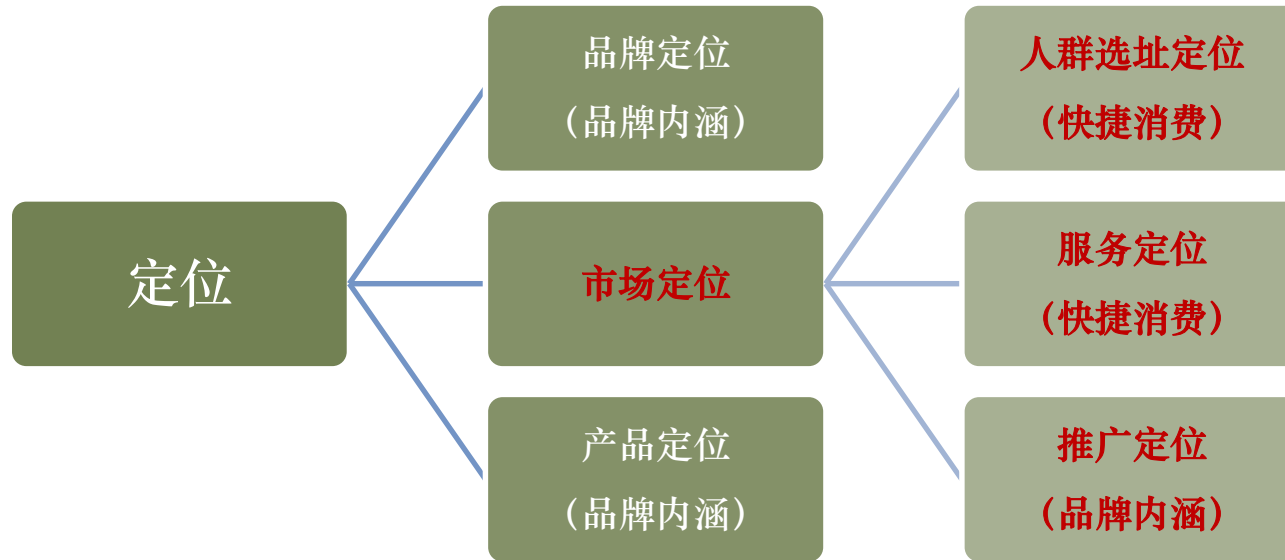 定位
品牌定位
（品牌内涵）
市场定位
产品定位
（品牌内涵）
人群选址定位
（快捷消费）
服务定位
（快捷消费）
推广定位
（品牌内涵）